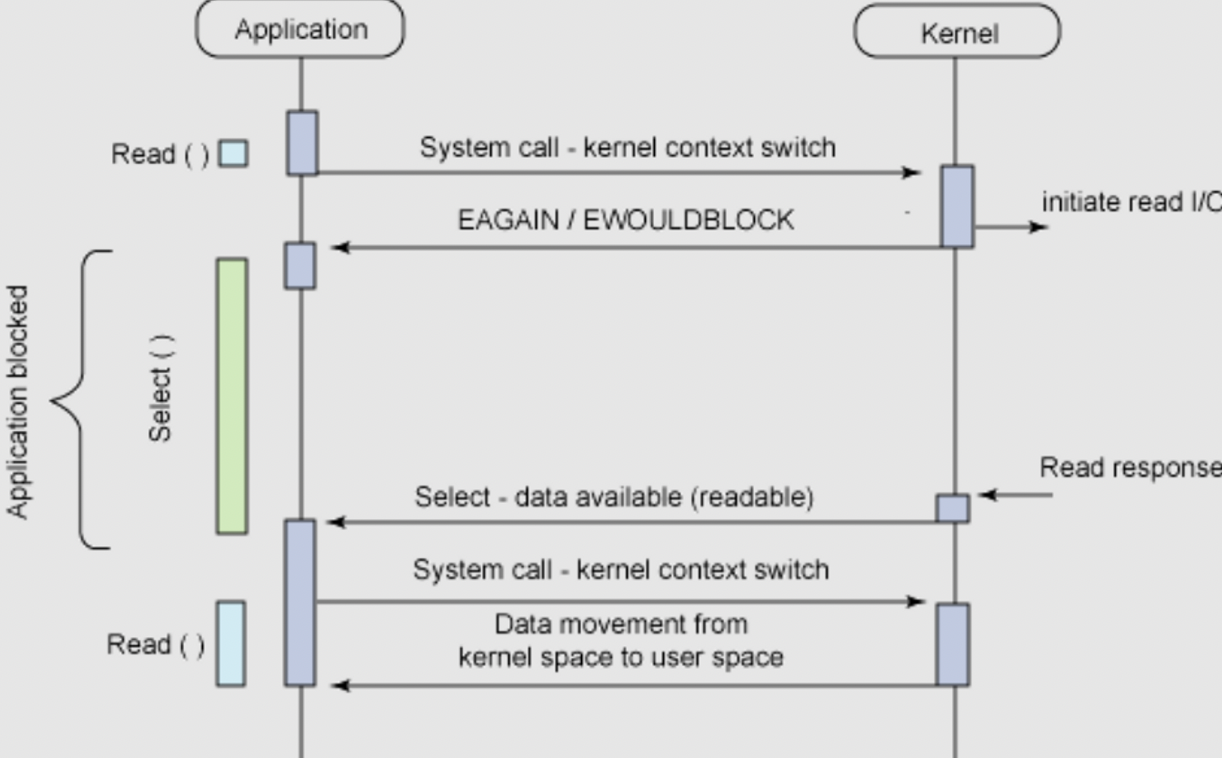 Application
Kernel
Read ( )
System call - kernel context switch
initiate read I/O
EAGAIN / EWOULDBLOCK
Application blocked
Select ( )
Read response
Select - data available (readable)
System call - kernel context switch
Read ( )
Data movement from
kernel space to user space